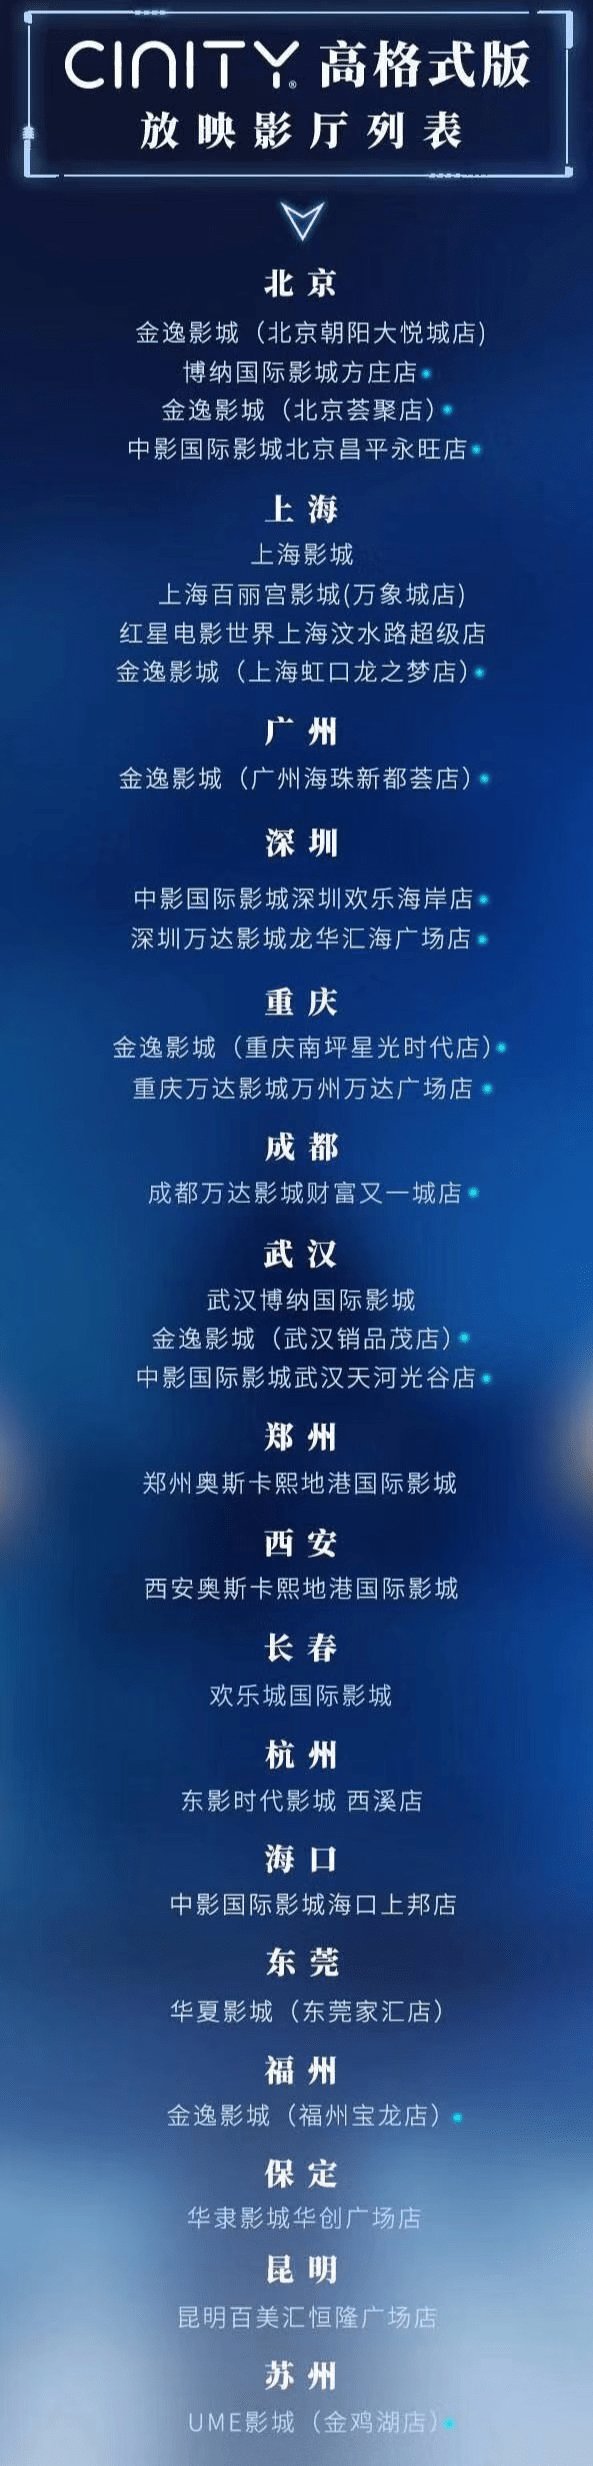 CINITY® 高格式版
放映影厅列表
北京
金逸影城（北京朝阳大悦城店)
博纳国际影城方庄店
金逸影城（北京荟聚店）
中影国际影城北京昌平永旺店
上海
上海影城
上海百丽宫影城(万象城店)
红星电影世界上海汶水路超级店
金逸影城（上海虹口龙之梦店）
广州
金逸影城（广州海珠新都荟店）
深圳
中影国际影城深圳欢乐海岸店
深圳万达影城龙华汇海广场店
重庆
金逸影城（重庆南坪星光时代店）
重庆万达影城万州万达广场店
成都
成都万达影城财富又一城店
武汉
武汉博纳国际影城
金逸影城（武汉销品茂店）
中影国际影城武汉天河光谷店
郑州
郑州奥斯卡熙地港国际影城
西安
西安奥斯卡熙地港国际影城
长春
欢乐城国际影城
杭州
东影时代影城 西溪店
海口
中影国际影城海口上邦店
东莞
华夏影城（东莞家汇店）
福州
金逸影城（福州宝龙店）
保定
华隶影城华创广场店
昆明
昆明百美汇恒隆广场店
苏州
UME影城（金鸡湖店）